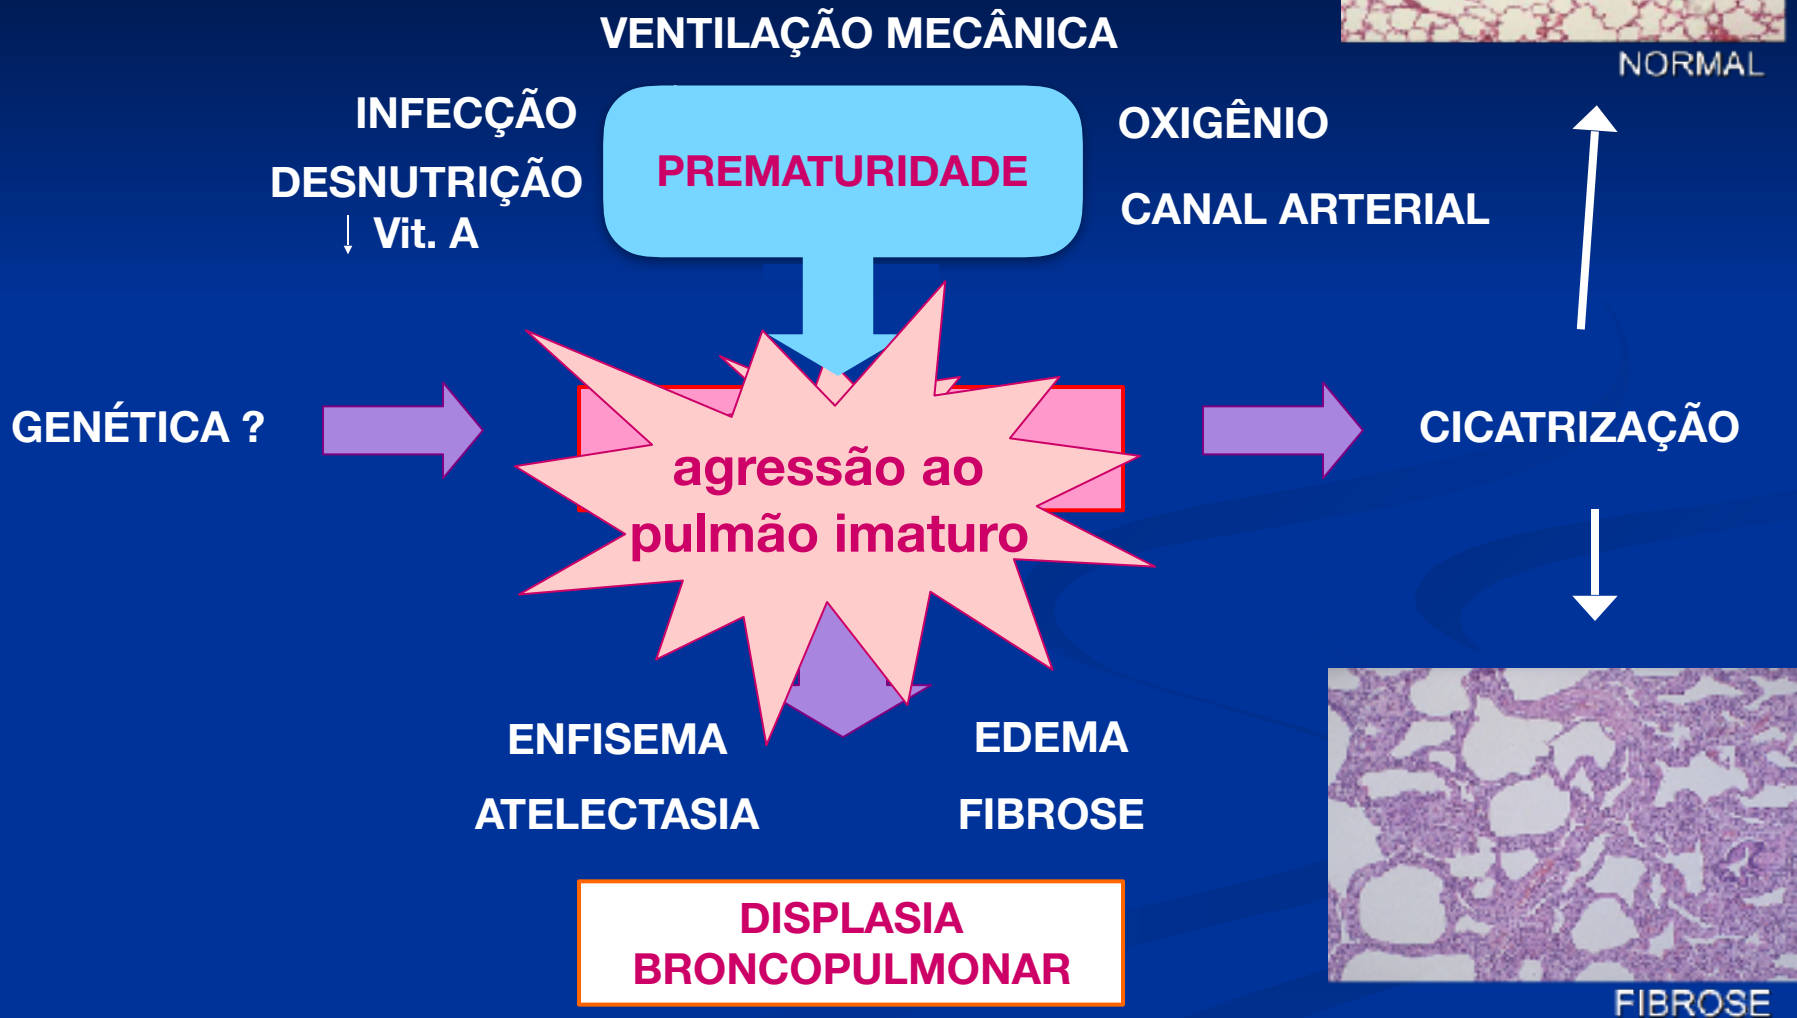 VENTILAÇÃO MECÂNICA
NORMAL
INFECÇÃO
DESNUTRIÇÃO
Vit. A
PREMATURIDADE
OXIGÊNIO
CANAL ARTERIAL
GENÉTICA ?
agressão ao
pulmão imaturo
CICATRIZAÇÃO
ENFISEMA
EDEMA
ATELECTASIA
FIBROSE
DISPLASIA
BRONCOPULMONAR
FIBROSE